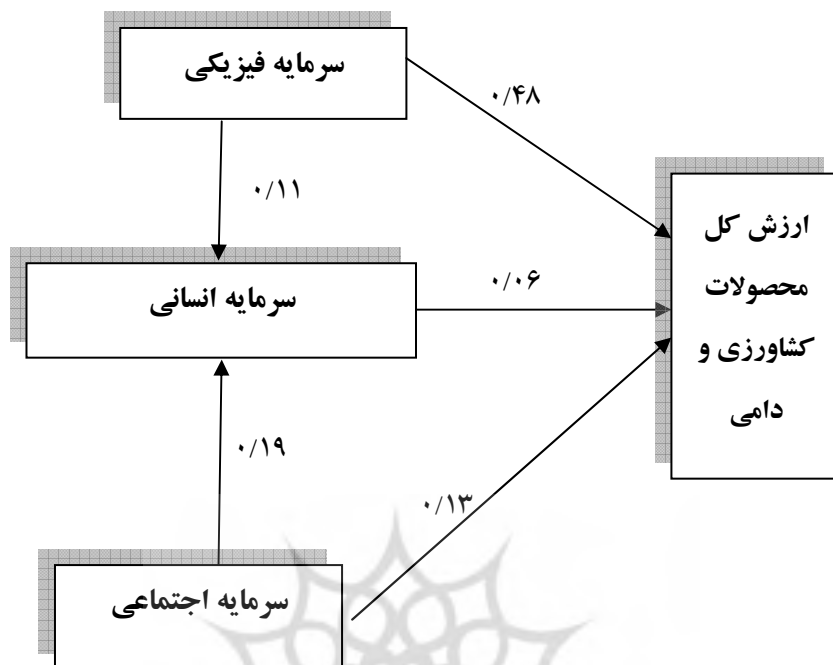 سرمایه فیزیکی
۰/۴۸
۰/۱۱
ارزش کل
محصولات
کشاورزی و
دامی
سرمایه انسانی
۰/۰۶
۰/۱۹
۰/۱۳
سرمایه اجتماعی